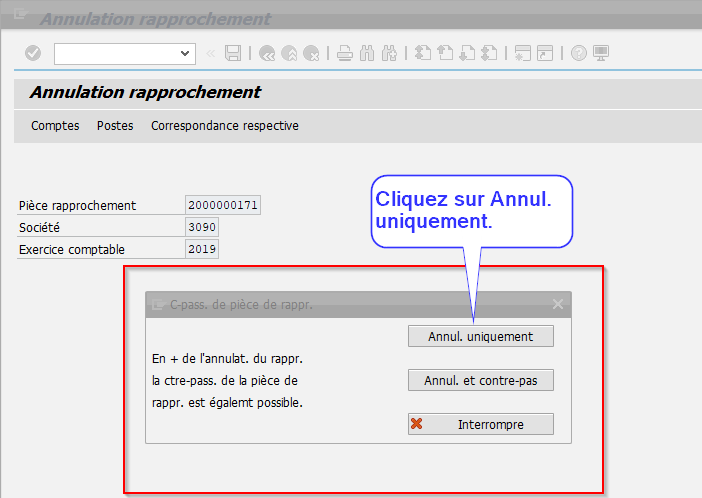 Annulation rapprochement
Annulation rapprochement
Comptes Postes Correspondance respective
Pièce rapprochement 2000000171
Société 3090
Exercice comptable 2019
Cliquez sur Annul.
uniquement.
C-pass. de pièce de rappr.
Annul. uniquement
En + de l'annulat. du rappr.
la ctre-pass. de la pièce de
rappr. est égalemt possible.
Annul. et contre-pas
Interrompre